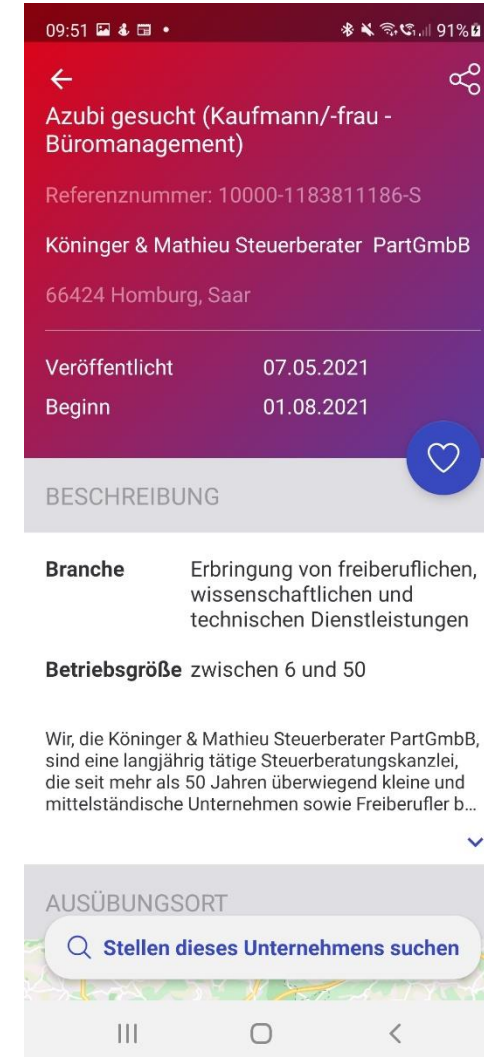 09:51 91%
Azubi gesucht (Kaufmann/-frau -
Büromanagement)
Referenznummer: 10000-1183811186-S
Köninger & Mathieu Steuerberater PartGmbB
66424 Homburg, Saar
Veröffentlicht 07.05.2021
Beginn 01.08.2021
BESCHREIBUNG
Branche Erbringung von freiberuflichen,
wissenschaftlichen und
technischen Dienstleistungen
Betriebsgröße zwischen 6 und 50
Wir, die Köninger & Mathieu Steuerberater PartGmbB,
sind eine langjährig tätige Steuerberatungskanzlei,
die seit mehr als 50 Jahren überwiegend kleine und
mittelständische Unternehmen sowie Freiberufler b...
AUSÜBUNGSORT
Stellen dieses Unternehmens suchen